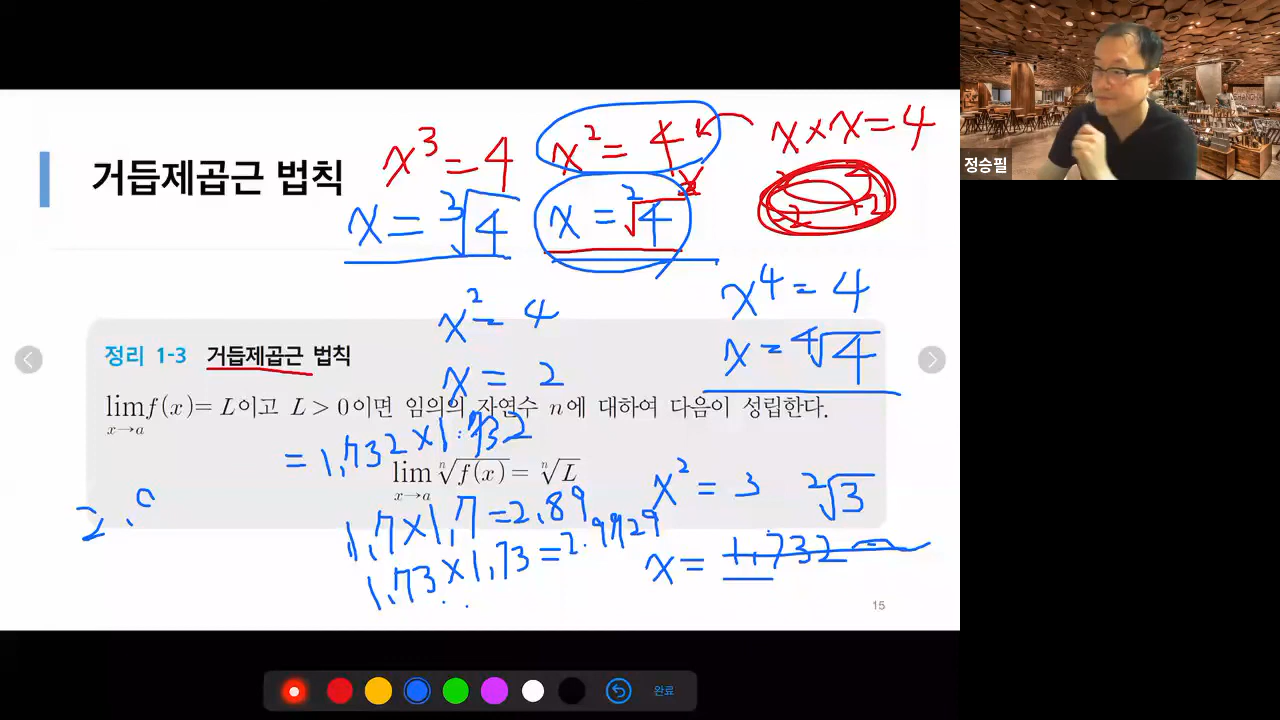 거듭제곱근 법칙
x³ = 4
x = ³√4
x² = 4
x = ²√4
x × x = 4
-2 +2
정승필
x⁴ = 4
x = ⁴√4
x² = 4
x = 2
정리 1-3 거듭제곱근 법칙
lim f(x) = L이고 L > 0이면 임의의 자연수 n에 대하여 다음이 성립한다.
x→a
= 1,732 × 1.732
lim ⁿ√f(x) = ⁿ√L
x→a
x² = 3 ²√3
x = 1,732
1,7 × 1,7 = 2,89
1,73 × 1,73 = 2.9929
15
완료